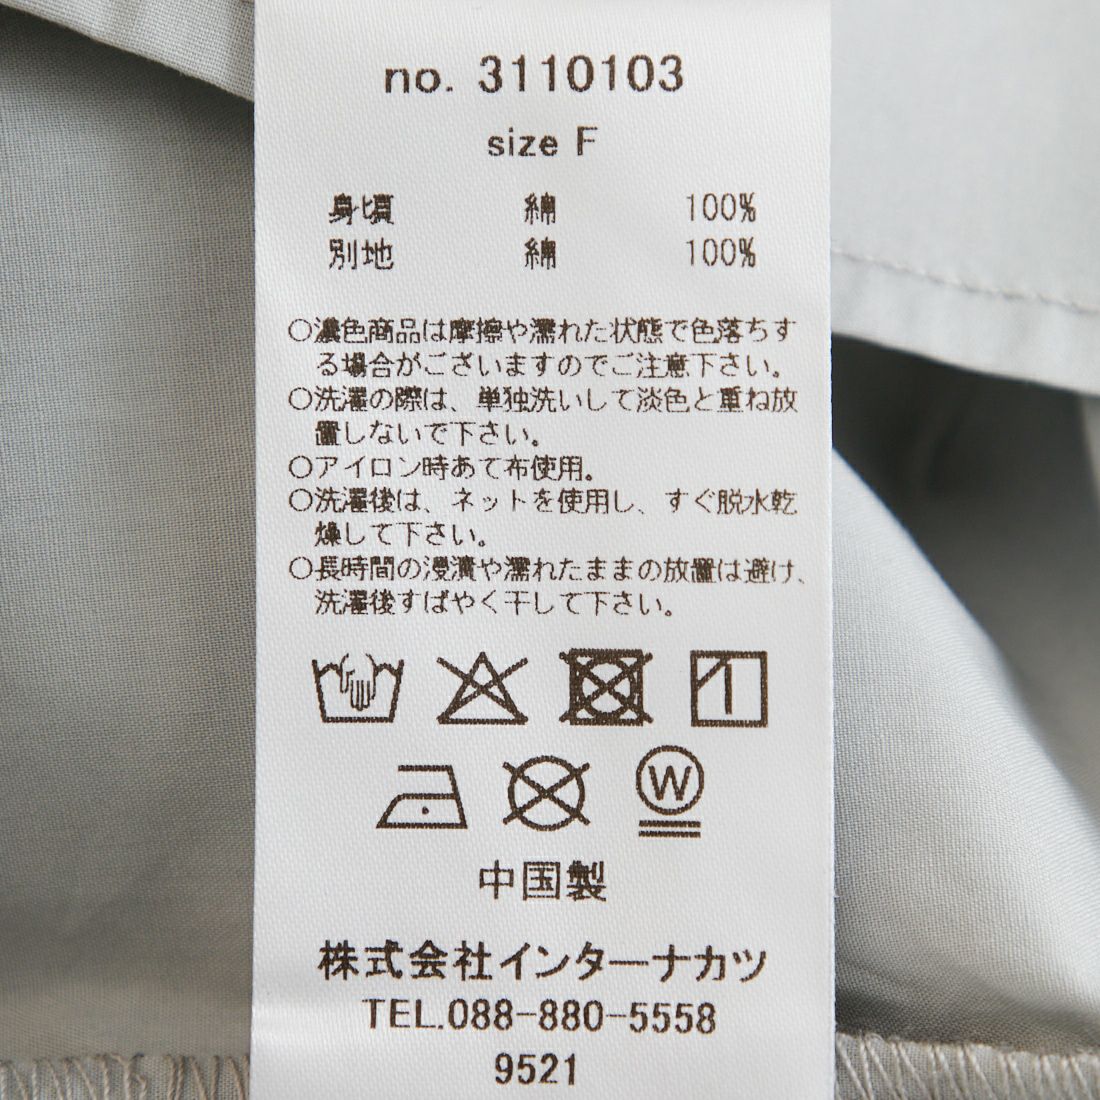 no. 3110103
size F
身頃 綿 100%
別地 綿 100%
○濃色商品は摩擦や濡れた状態で色落ちす
る場合がございますのでご注意下さい。
○洗濯の際は、単独洗いして淡色と重ね放
置しないで下さい。
○アイロン時あて布使用。
○洗濯後は、ネットを使用し、すぐ脱水乾
燥して下さい。
○長時間の浸漬や濡れたままの放置は避け、
洗濯後すばやく干して下さい。
W
中国製
株式会社インターナカツ
TEL.088-880-5558
9521